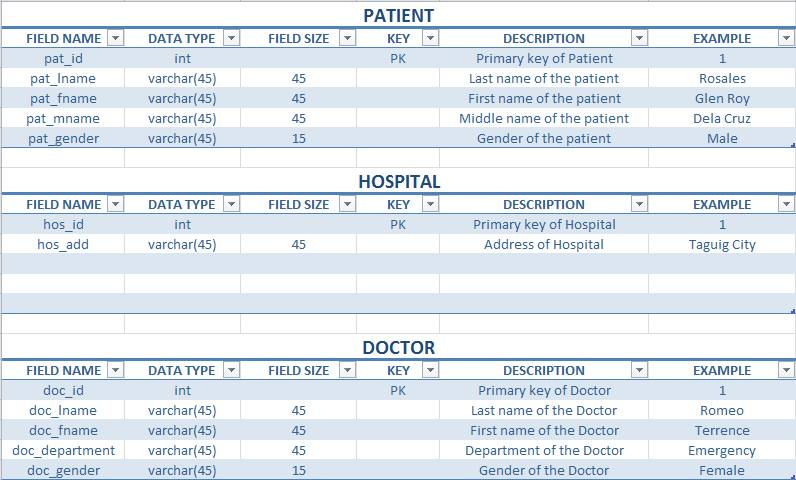 PATIENT
FIELD NAME DATA TYPE FIELD SIZE KEY DESCRIPTION EXAMPLE
pat_id int PK Primary key of Patient 1
pat_lname varchar(45) 45 Last name of the patient Rosales
pat_fname varchar(45) 45 First name of the patient Glen Roy
pat_mname varchar(45) 45 Middle name of the patient Dela Cruz
pat_gender varchar(45) 15 Gender of the patient Male
HOSPITAL
FIELD NAME DATA TYPE FIELD SIZE KEY DESCRIPTION EXAMPLE
hos_id int PK Primary key of Hospital 1
hos_add varchar(45) 45 Address of Hospital Taguig City
DOCTOR
FIELD NAME DATA TYPE FIELD SIZE KEY DESCRIPTION EXAMPLE
doc_id int PK Primary key of Doctor 1
doc_lname varchar(45) 45 Last name of the Doctor Romeo
doc_fname varchar(45) 45 First name of the Doctor Terrence
doc_department varchar(45) 45 Department of the Doctor Emergency
doc_gender varchar(45) 15 Gender of the Doctor Female